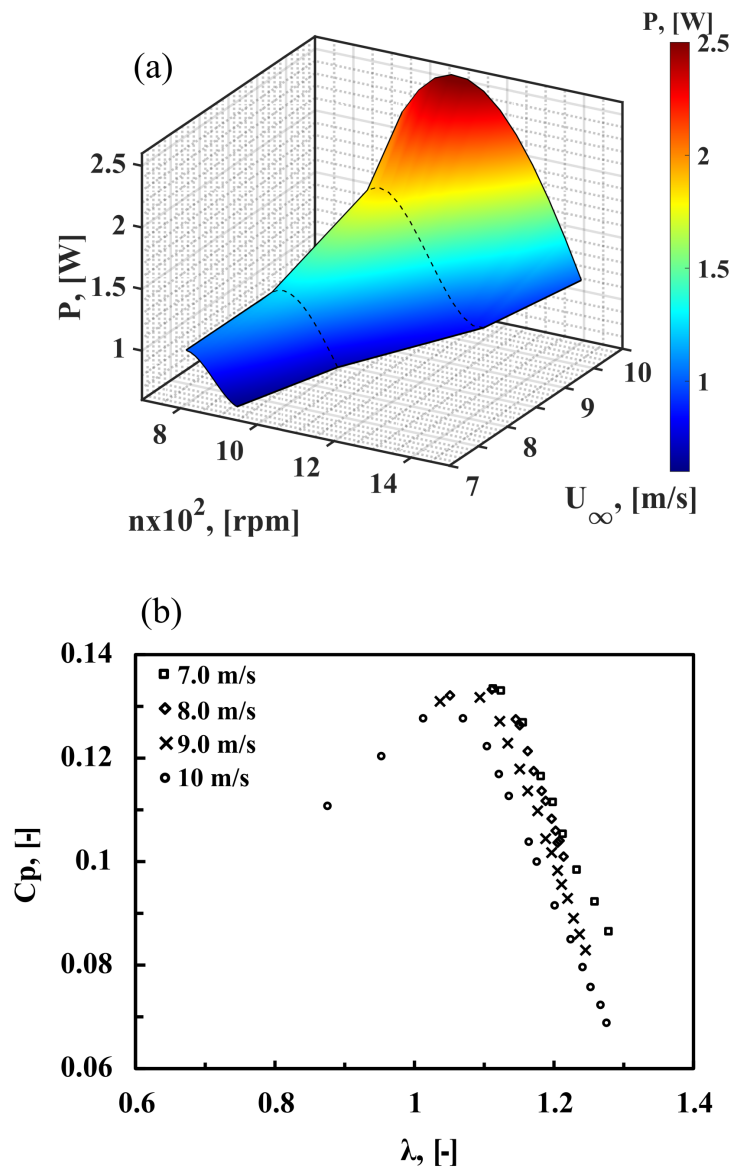 P, [W]
(a)
2.5
2
1.5
1
P, [W]
2.5
2
1.5
1
8
10
12
14
7
8
9
10
nx10², [rpm]
U∞, [m/s]
(b)
0.14
0.12
0.1
0.08
0.06
7.0 m/s
8.0 m/s
9.0 m/s
10 m/s
Cp, [-]
0.6
0.8
1
1.2
1.4
λ, [-]